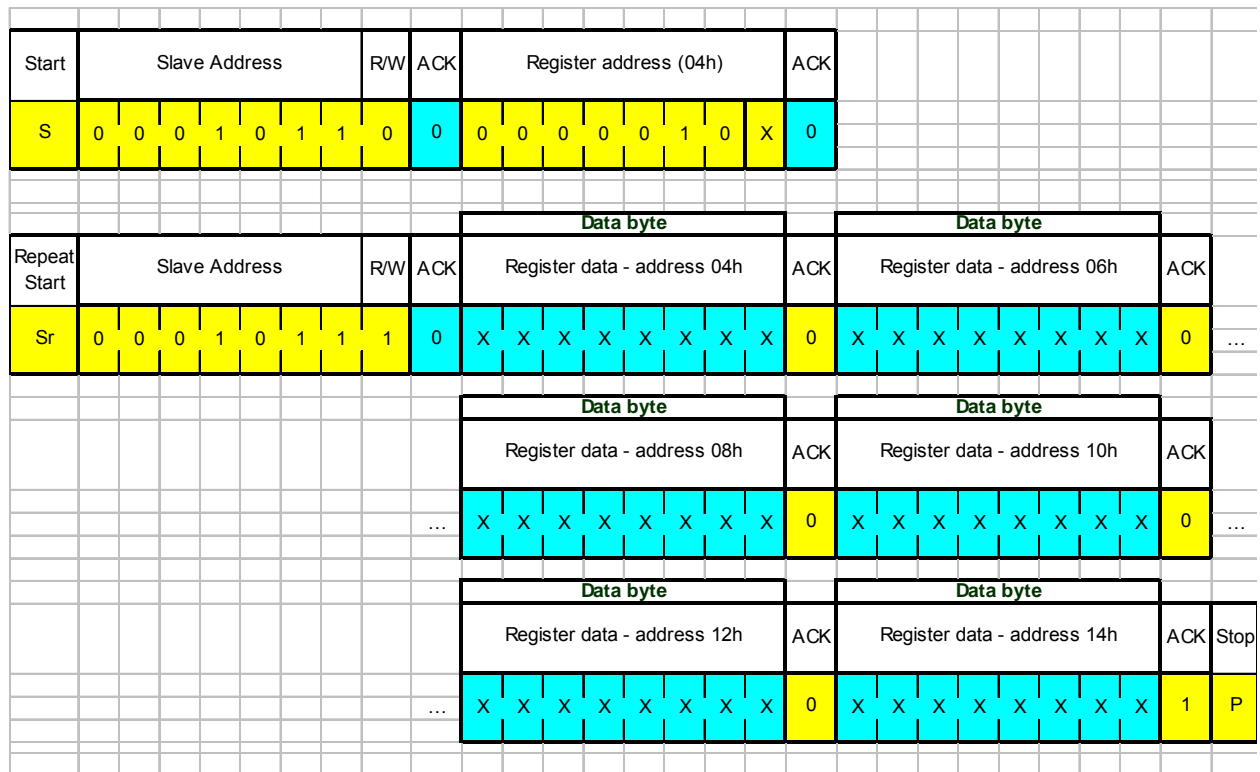 Start Slave Address R/W ACK Register address (04h) ACK
S 0 0 0 1 0 1 1 0 0 0 0 0 0 0 1 0 X 0
Data byte Data byte
Repeat Start Slave Address R/W ACK Register data - address 04h ACK Register data - address 06h ACK
Sr 0 0 0 1 0 1 1 1 0 X X X X X X X X 0 X X X X X X X X 0 ...
Data byte Data byte
Register data - address 08h ACK Register data - address 10h ACK
... X X X X X X X X 0 X X X X X X X X 0 ...
Data byte Data byte
Register data - address 12h ACK Register data - address 14h ACK Stop
... X X X X X X X X 0 X X X X X X X X 1 P